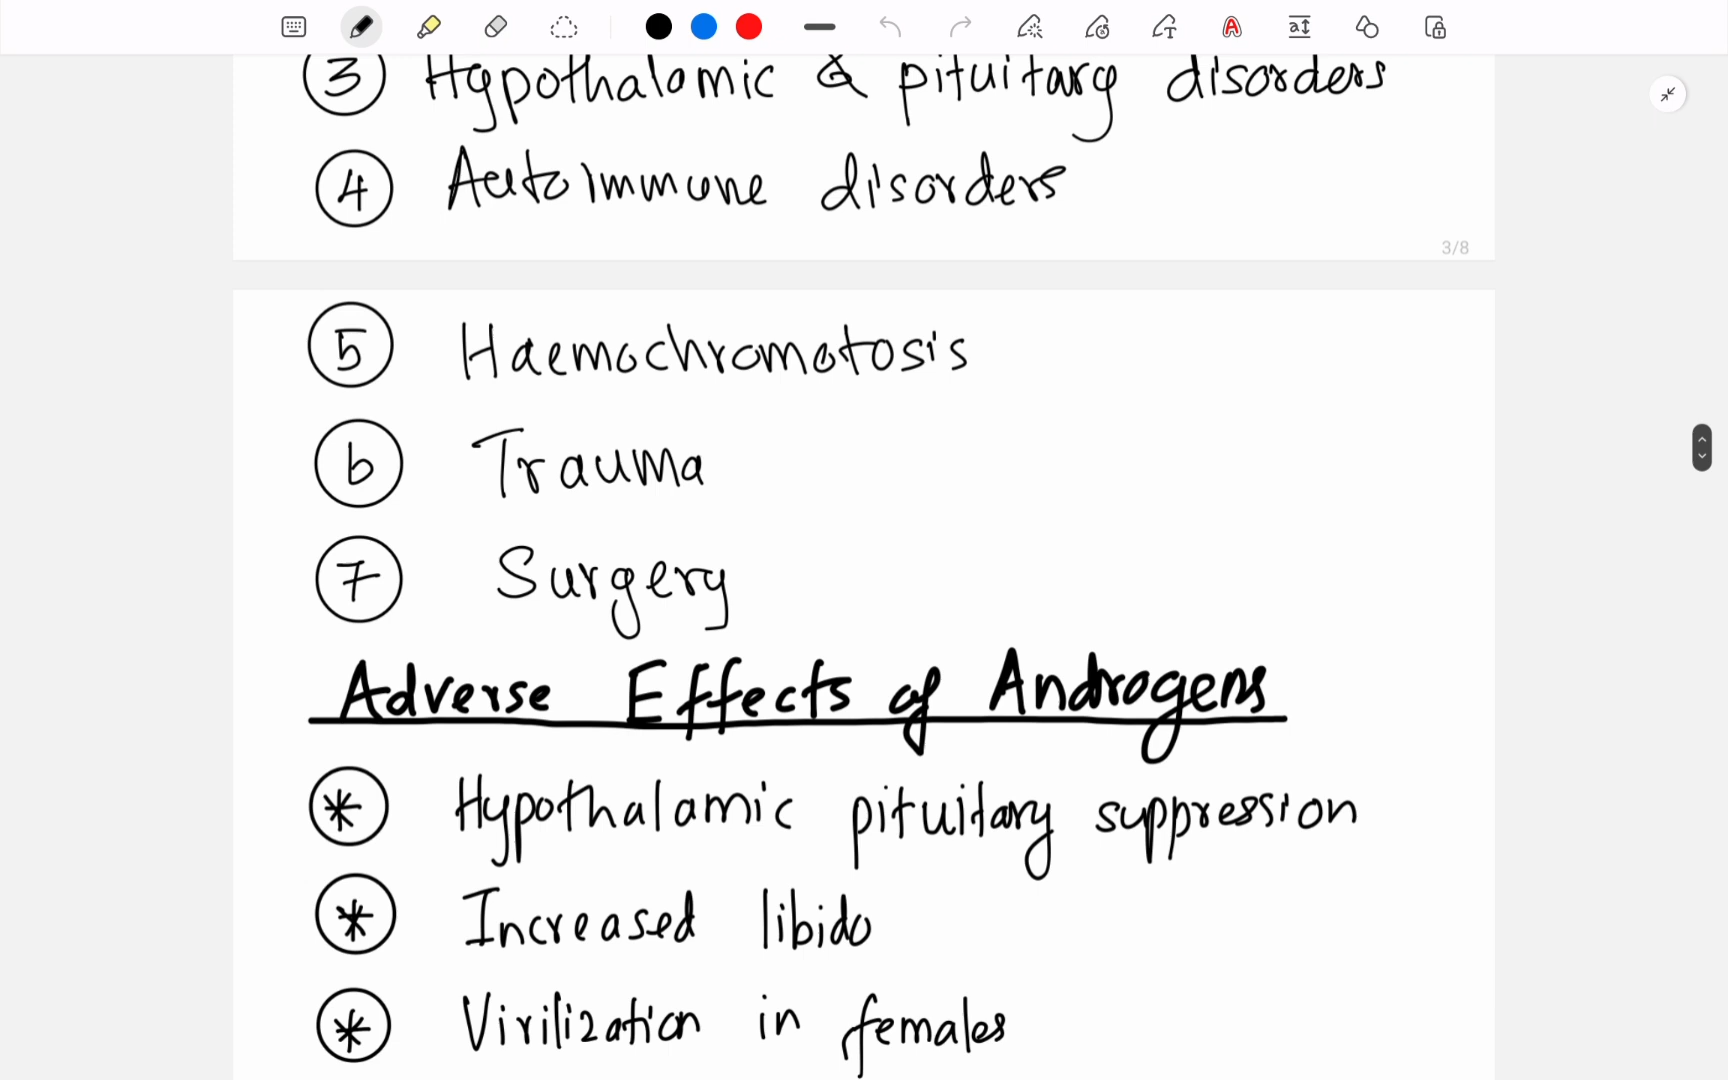 ③ Hypothalamic & pituitary disorders
④ Autoimmune disorders
3/8
⑤ Haemochromotosis
⑥ Trauma
⑦ Surgery
Adverse Effects of Androgens
* Hypothalamic pituitary suppression
* Increased libido
* Virilization in females